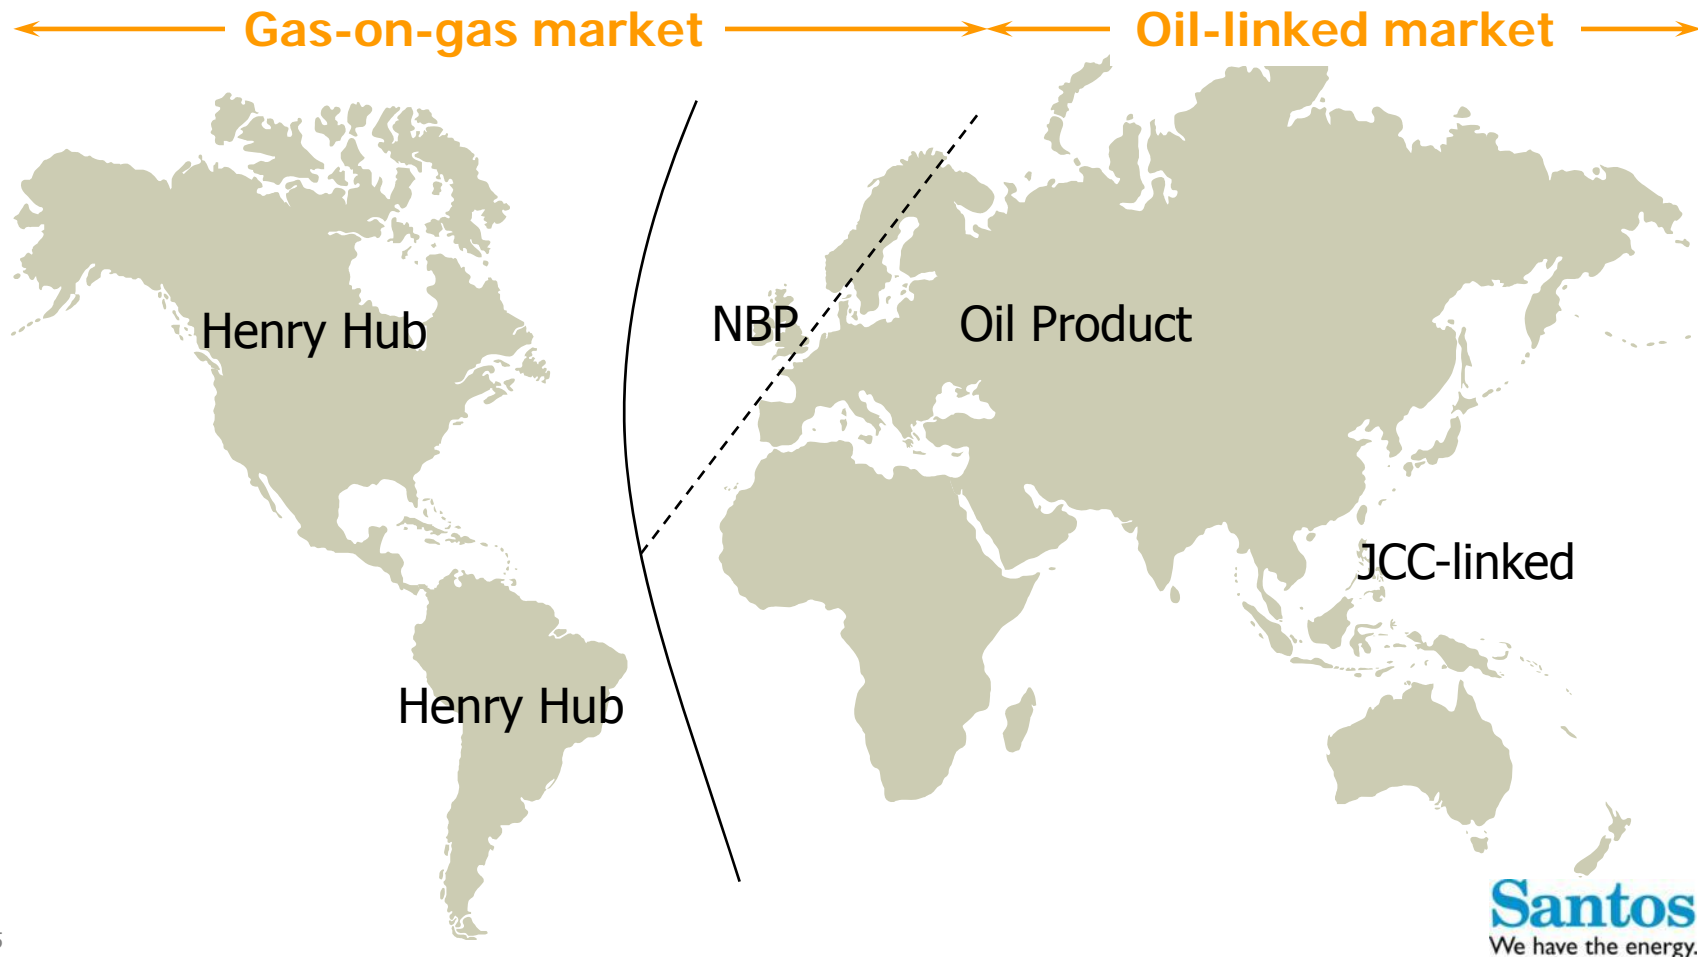 Gas-on-gas market
Oil-linked market
Henry Hub
NBP
Oil Product
JCC-linked
Henry Hub
Santos
We have the energy.